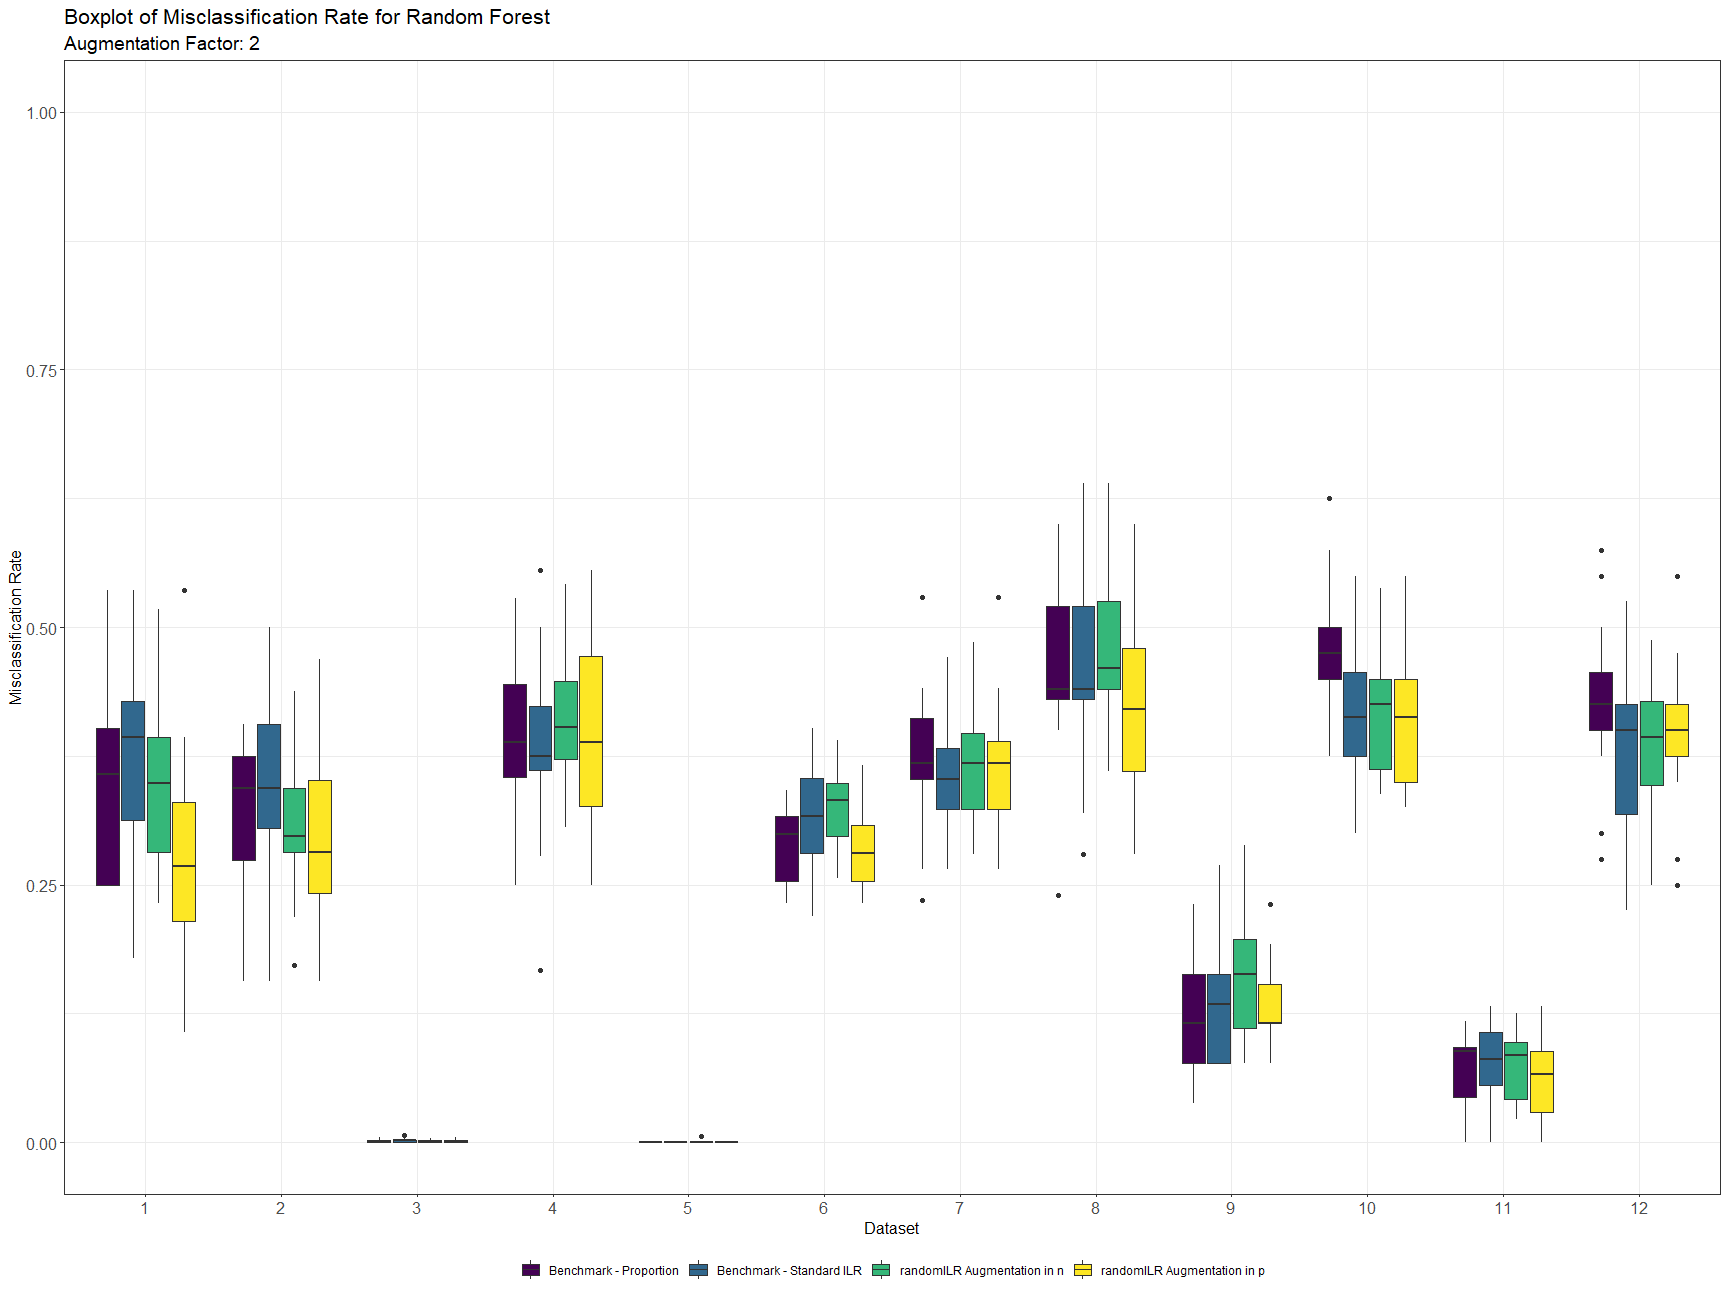 Boxplot of Misclassification Rate for Random Forest
Augmentation Factor: 2
1.00
0.75
0.50
0.25
0.00
Misclassification Rate
1 2 3 4 5 6 7 8 9 10 11 12
Dataset
Benchmark - Proportion Benchmark - Standard ILR randomILR Augmentation in n randomILR Augmentation in p